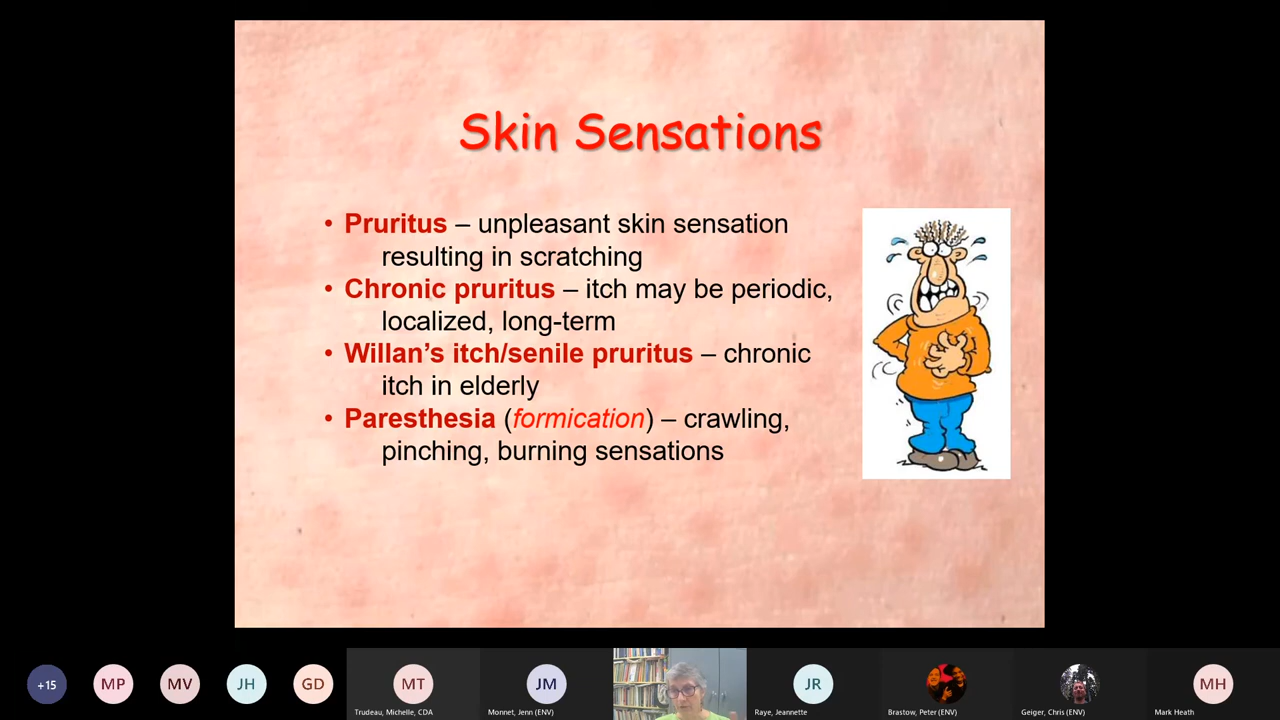 Skin Sensations
• Pruritus – unpleasant skin sensation
resulting in scratching
• Chronic pruritus – itch may be periodic,
localized, long-term
• Willan’s itch/senile pruritus – chronic
itch in elderly
• Paresthesia (formication) – crawling,
pinching, burning sensations
+15
MP
MV
JH
GD
MT
JM
JR
MH
Trudeau, Michelle, CDA
Monnet, Jenn (ENV)
Raye, Jeannette
Brastow, Peter (ENV)
Geiger, Chris (ENV)
Mark Heath